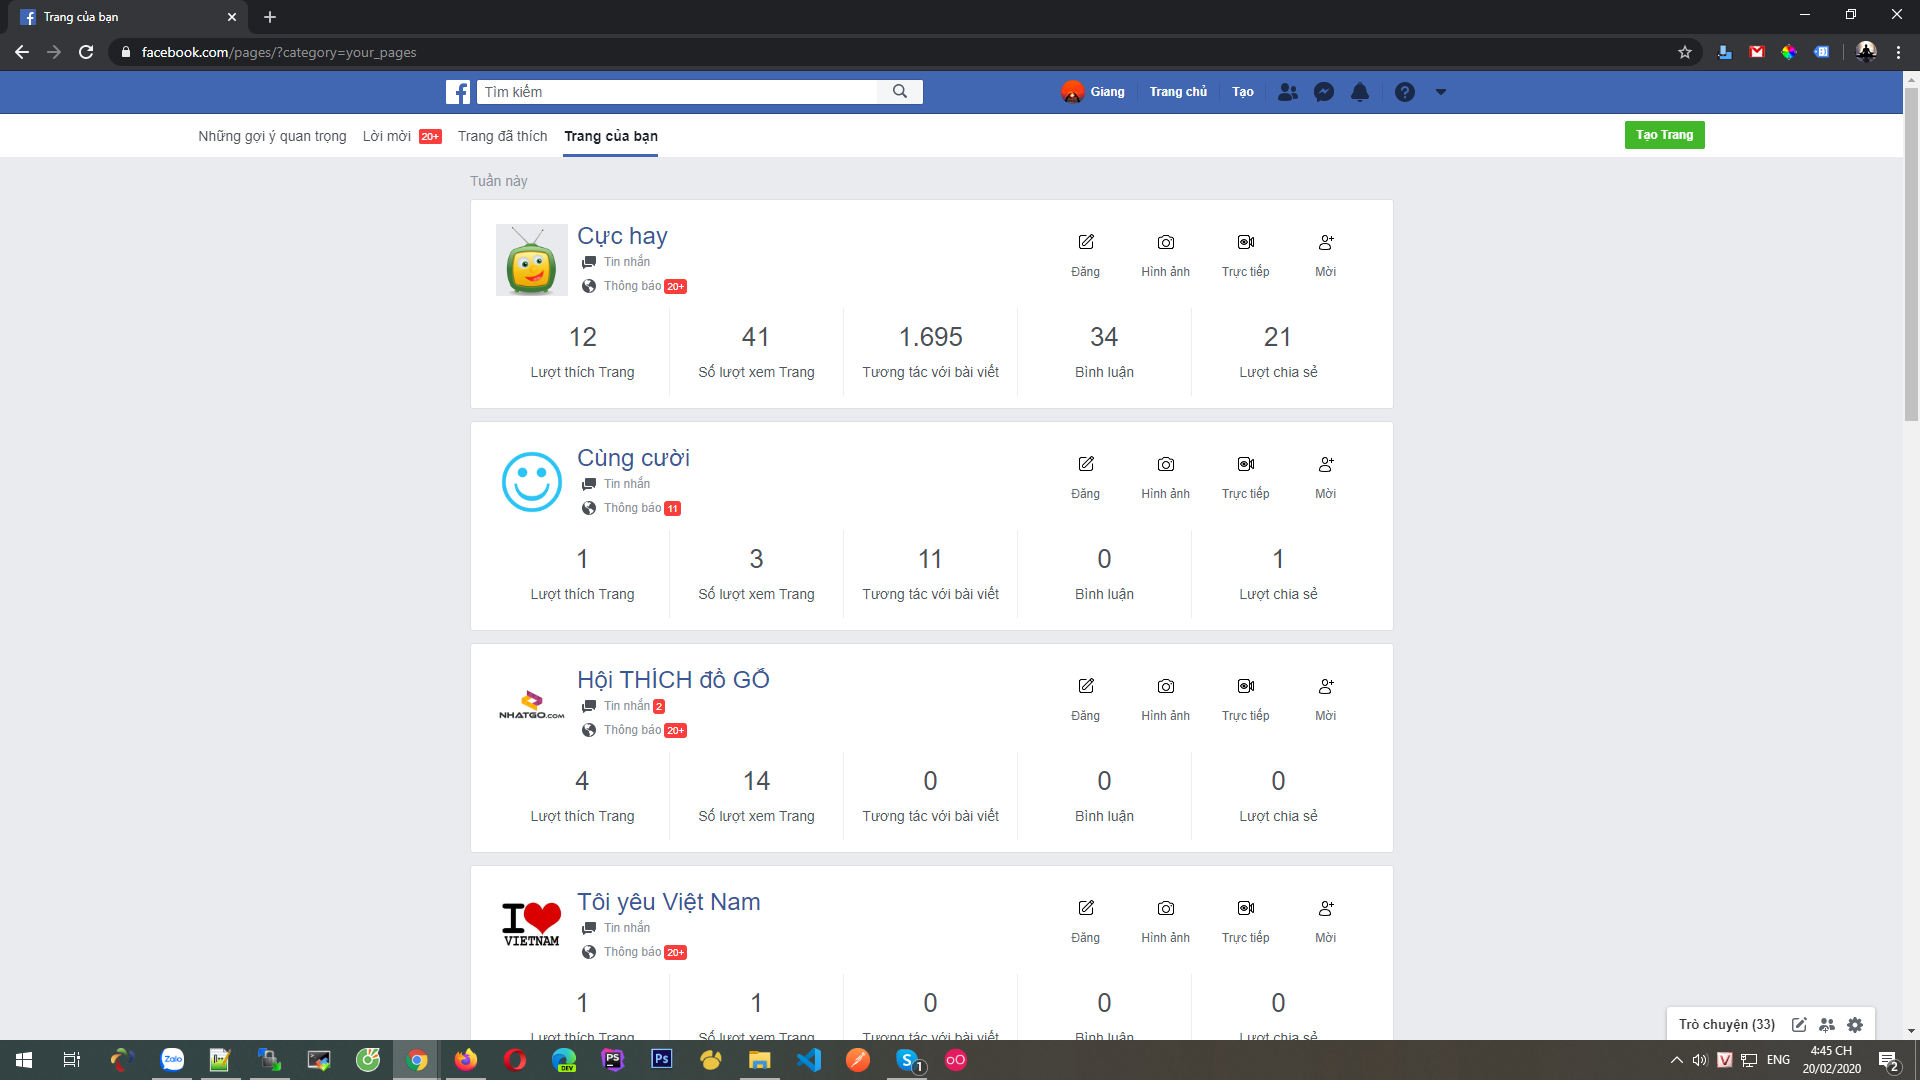 Trang của bạn
facebook.com/pages/?category=your_pages
Tìm kiếm
Giang Trang chủ Tạo
Những gợi ý quan trọng Lời mời 20+ Trang đã thích Trang của bạn Tạo Trang
Tuần này
Cực hay
Tin nhắn
Thông báo 20+
Đăng Hình ảnh Trực tiếp Mời
12 41 1.695 34 21
Lượt thích Trang Số lượt xem Trang Tương tác với bài viết Bình luận Lượt chia sẻ
Cùng cười
Tin nhắn
Thông báo 11
Đăng Hình ảnh Trực tiếp Mời
1 3 11 0 1
Lượt thích Trang Số lượt xem Trang Tương tác với bài viết Bình luận Lượt chia sẻ
NHATGO.COM
Hội THÍCH đồ GỖ
Tin nhắn 2
Thông báo 20+
Đăng Hình ảnh Trực tiếp Mời
4 14 0 0 0
Lượt thích Trang Số lượt xem Trang Tương tác với bài viết Bình luận Lượt chia sẻ
I
VIETNAM
Tôi yêu Việt Nam
Tin nhắn
Thông báo 20+
Đăng Hình ảnh Trực tiếp Mời
1 1 0 0 0
Lượt thích Trang Số lượt xem Trang Tương tác với bài viết Bình luận Lượt chia sẻ
Trò chuyện (33)
Zalo DEV PS Ps S 1 V ENG
4:45 CH
20/02/2020
2